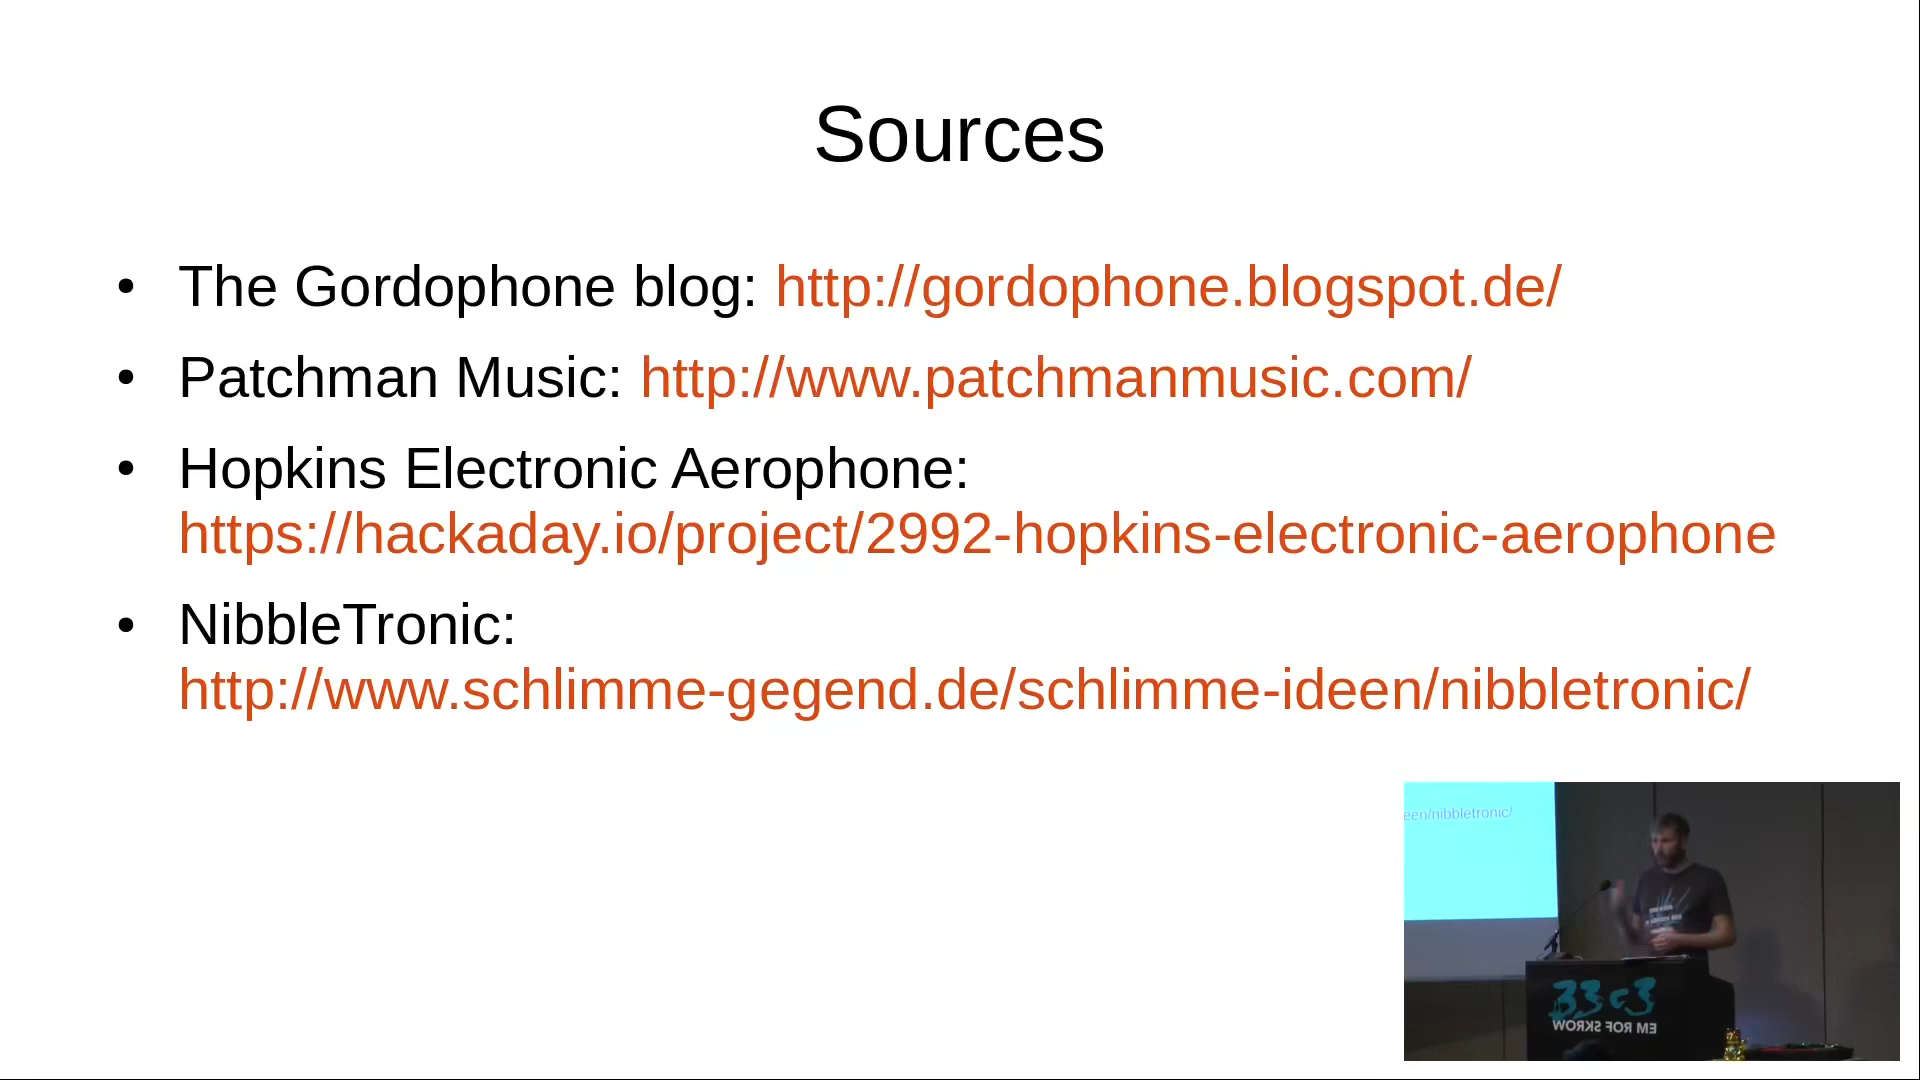 Sources
• The Gordophone blog: http://gordophone.blogspot.de/
• Patchman Music: http://www.patchmanmusic.com/
• Hopkins Electronic Aerophone:
https://hackaday.io/project/2992-hopkins-electronic-aerophone
• NibbleTronic:
http://www.schlimme-gegend.de/schlimme-ideen/nibbletronic/
een/nibbletronic/
33c3
WORKS FOR ME